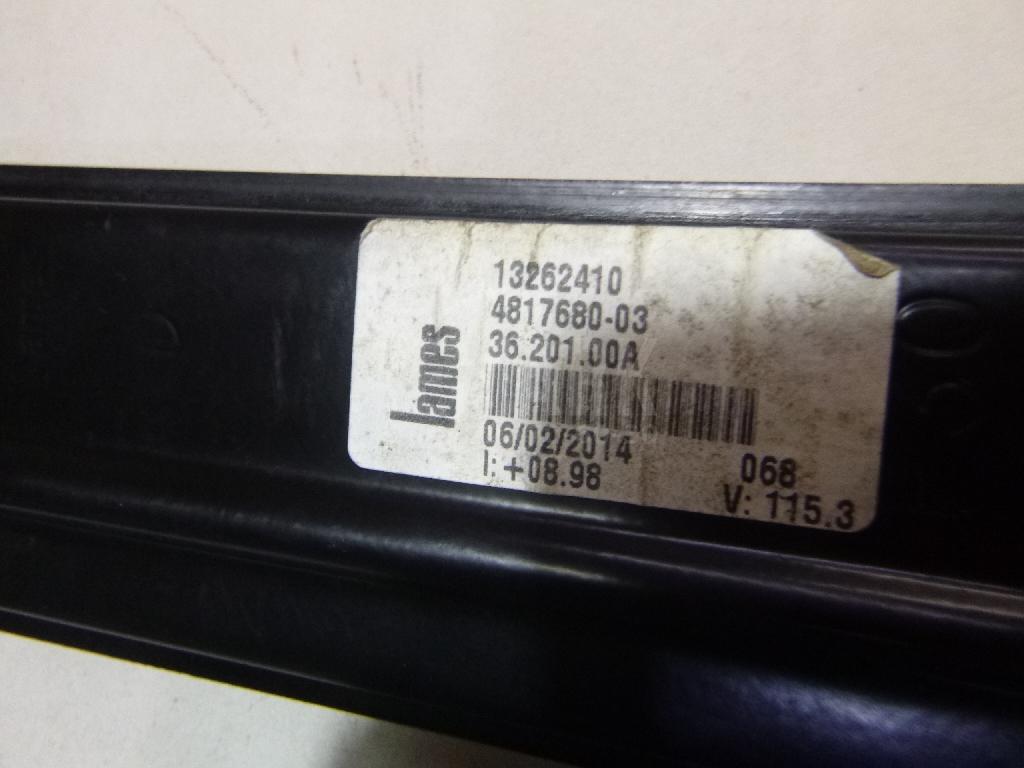 13262410
4817680-03
36.201.00A
lames
06/02/2014
068
I: +08.98
V: 115.3